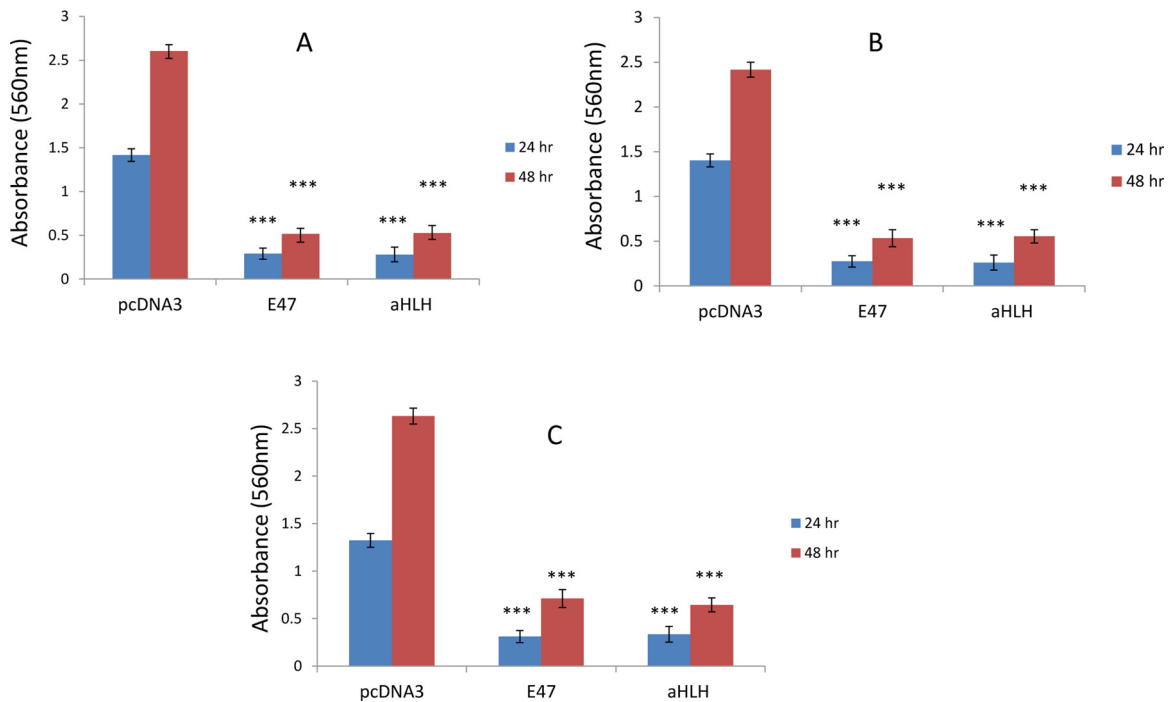 A
Absorbance (560nm)
3
2.5
2
1.5
1
0.5
0
*** *** *** ***
pcDNA3 E47 aHLH
24 hr
48 hr
B
Absorbance (560nm)
3
2.5
2
1.5
1
0.5
0
*** *** *** ***
pcDNA3 E47 aHLH
24 hr
48 hr
C
Absorbance (560nm)
3
2.5
2
1.5
1
0.5
0
*** *** *** ***
pcDNA3 E47 aHLH
24 hr
48 hr